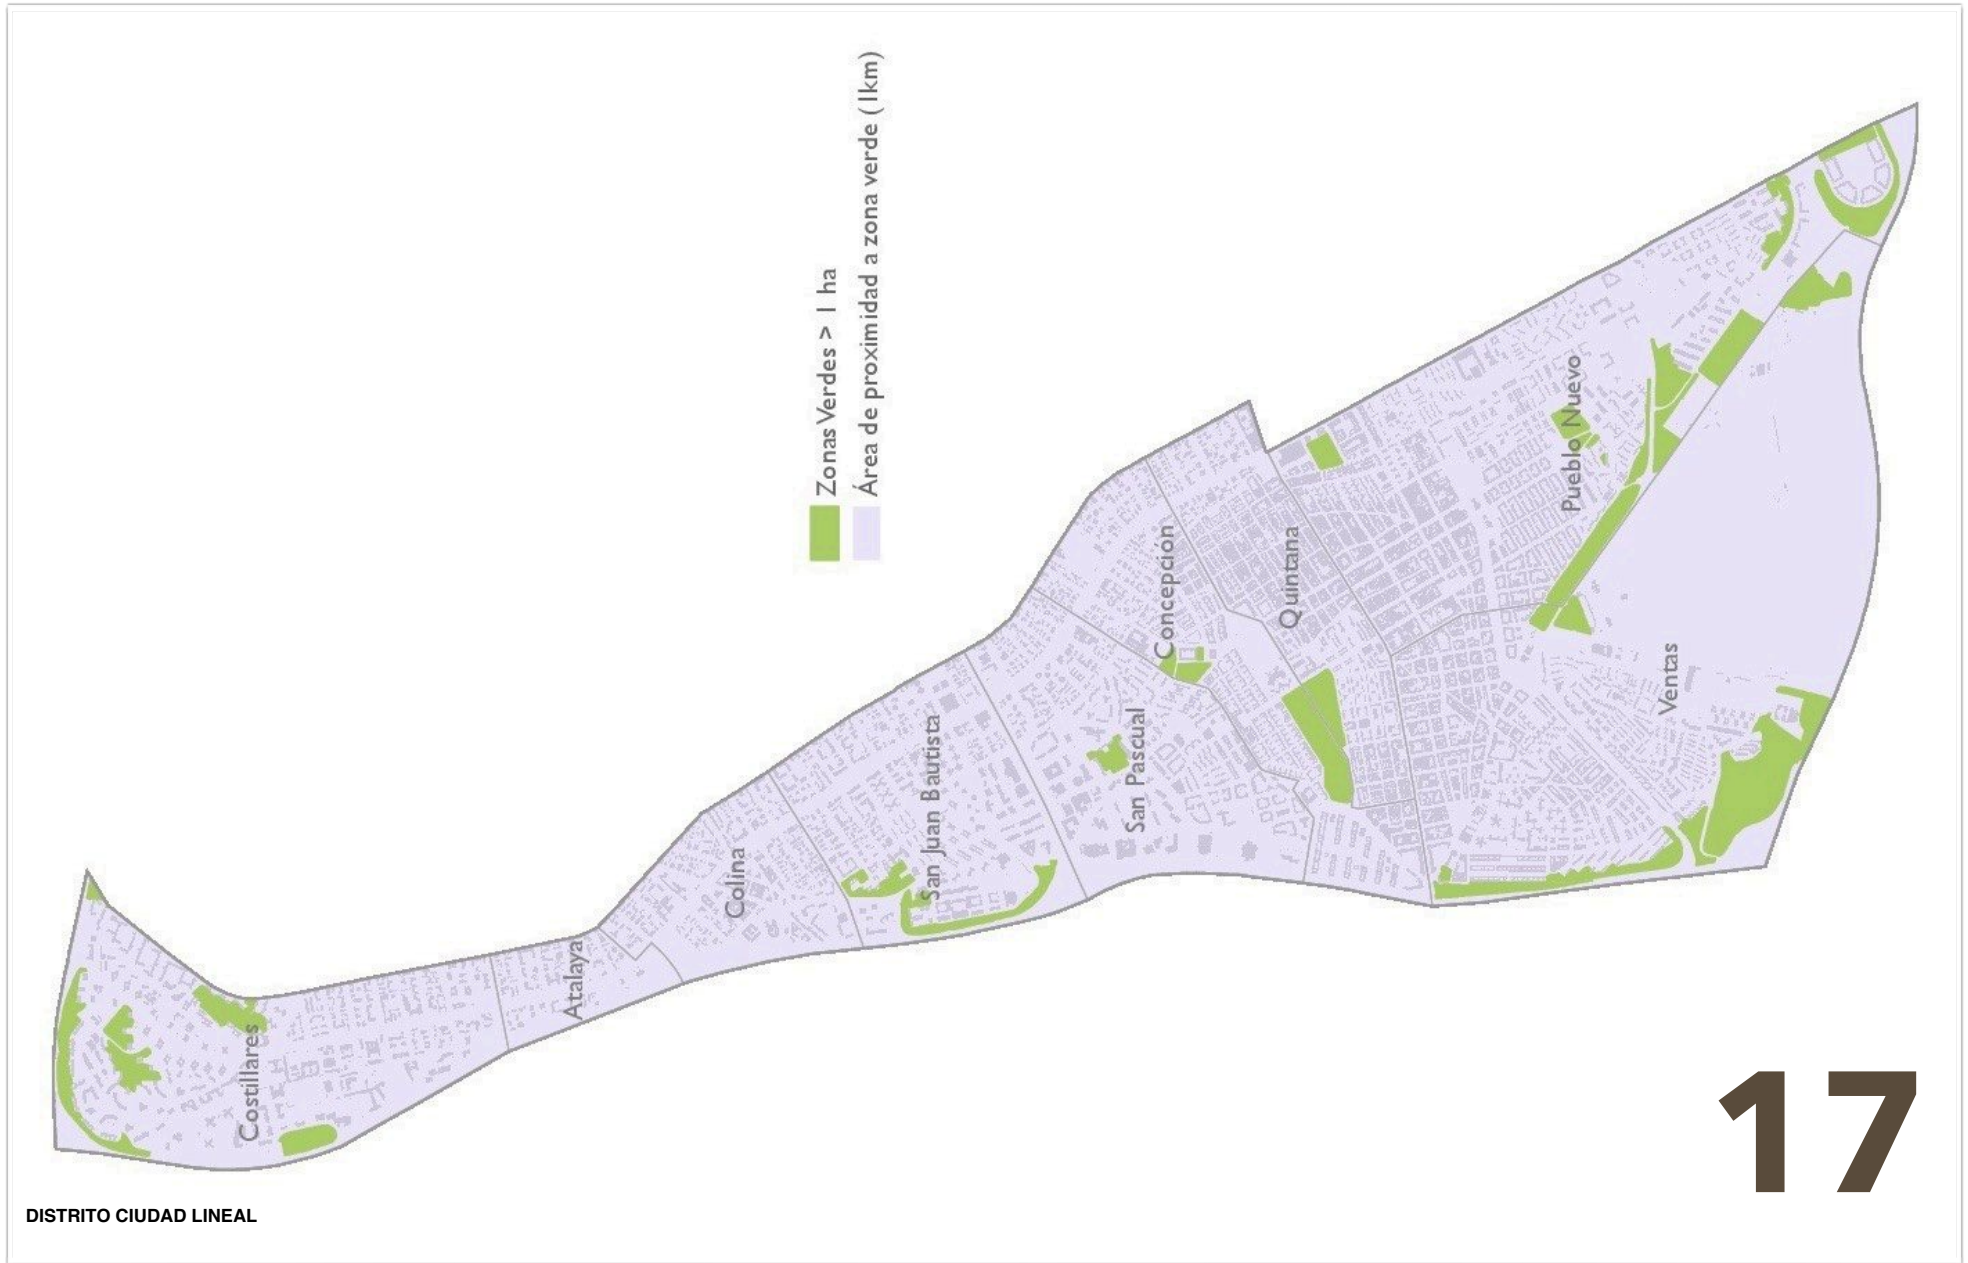 Zonas Verdes > 1 ha
Área de proximidad a zona verde (1km)
Pueblo Nuevo
Concepción
Quintana
Ventas
San Pascual
San Juan Bautista
Colina
Atalaya
Costillares
17
DISTRITO CIUDAD LINEAL